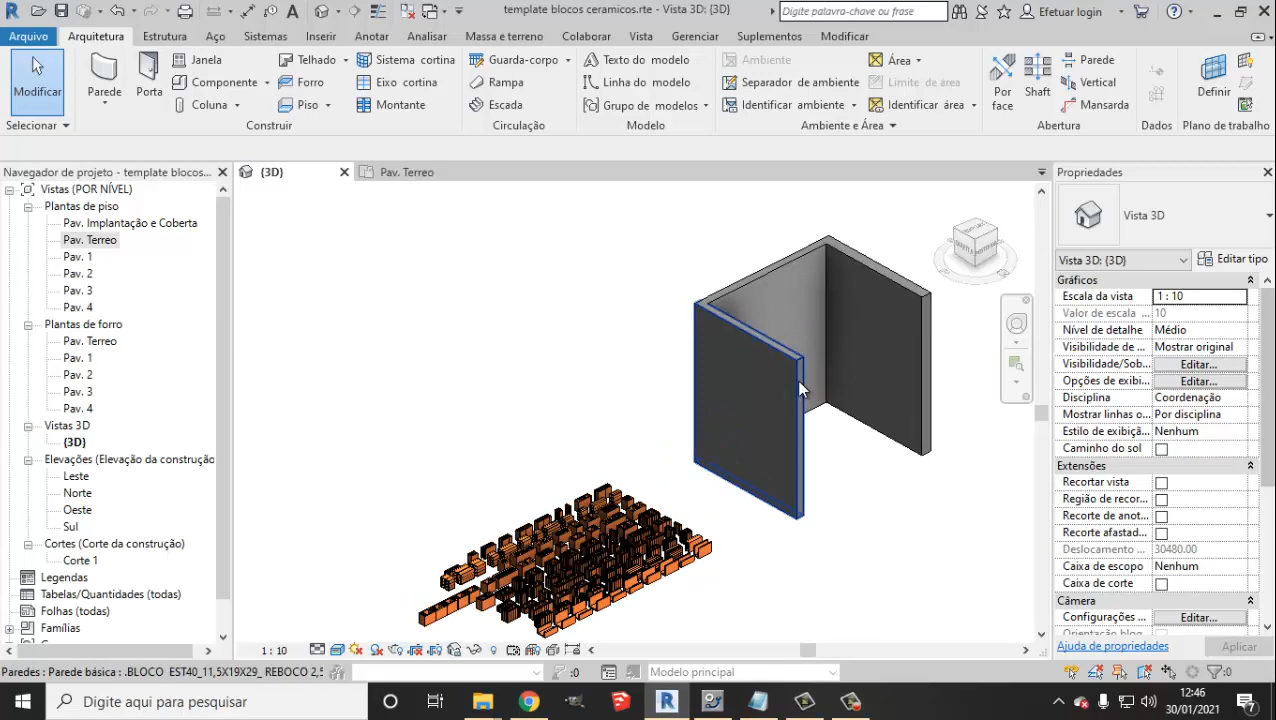 template blocos ceramicos.rte - Vista 3D: {3D}
Digite palavra-chave ou frase
Efetuar login
Arquivo Arquitetura Estrutura Aço Sistemas Inserir Anotar Analisar Massa e terreno Colaborar Vista Gerenciar Suplementos Modificar
Modificar
Selecionar
Parede
Porta
Janela
Componente
Coluna
Telhado
Forro
Piso
Sistema cortina
Eixo cortina
Montante
Construir
Guarda-corpo
Rampa
Escada
Circulação
Texto do modelo
Linha do modelo
Grupo de modelos
Modelo
Ambiente
Separador de ambiente
Identificar ambiente
Área
Limite de área
Identificar área
Ambiente e Área
Por face
Shaft
Parede
Vertical
Mansarda
Abertura
Dados
Definir
Plano de trabalho
Navegador de projeto - template blocos...
Vistas (POR NÍVEL)
Plantas de piso
Pav. Implantação e Coberta
Pav. Terreo
Pav. 1
Pav. 2
Pav. 3
Pav. 4
Plantas de forro
Pav. Terreo
Pav. 1
Pav. 2
Pav. 3
Pav. 4
Vistas 3D
{3D}
Elevações (Elevação da construção
Leste
Norte
Oeste
Sul
Cortes (Corte da construção)
Corte 1
Legendas
Tabelas/Quantidades (todas)
Folhas (todas)
Famílias
{3D}
Pav. Terreo
1 : 10
Propriedades
Vista 3D
Vista 3D: {3D}
Editar tipo
Gráficos
Escala da vista 1 : 10
Valor de escala ... 10
Nível de detalhe Médio
Visibilidade de ... Mostrar original
Visibilidade/Sob... Editar...
Opções de exibi... Editar...
Disciplina Coordenação
Mostrar linhas o... Por disciplina
Estilo de exibiç... Nenhum
Caminho do sol
Extensões
Recortar vista
Região de recor...
Recorte de anot...
Recorte afastad...
Deslocamento ... 30480.00
Caixa de escopo Nenhum
Caixa de corte
Câmera
Configurações ... Editar...
Ajuda de propriedades
Aplicar
Paredes : Parede básica : .BLOCO EST40_11,5X19X29_ REBOCO 2,5
:0
Modelo principal
:0
Digite aqui para pesquisar
12:46
30/01/2021
7